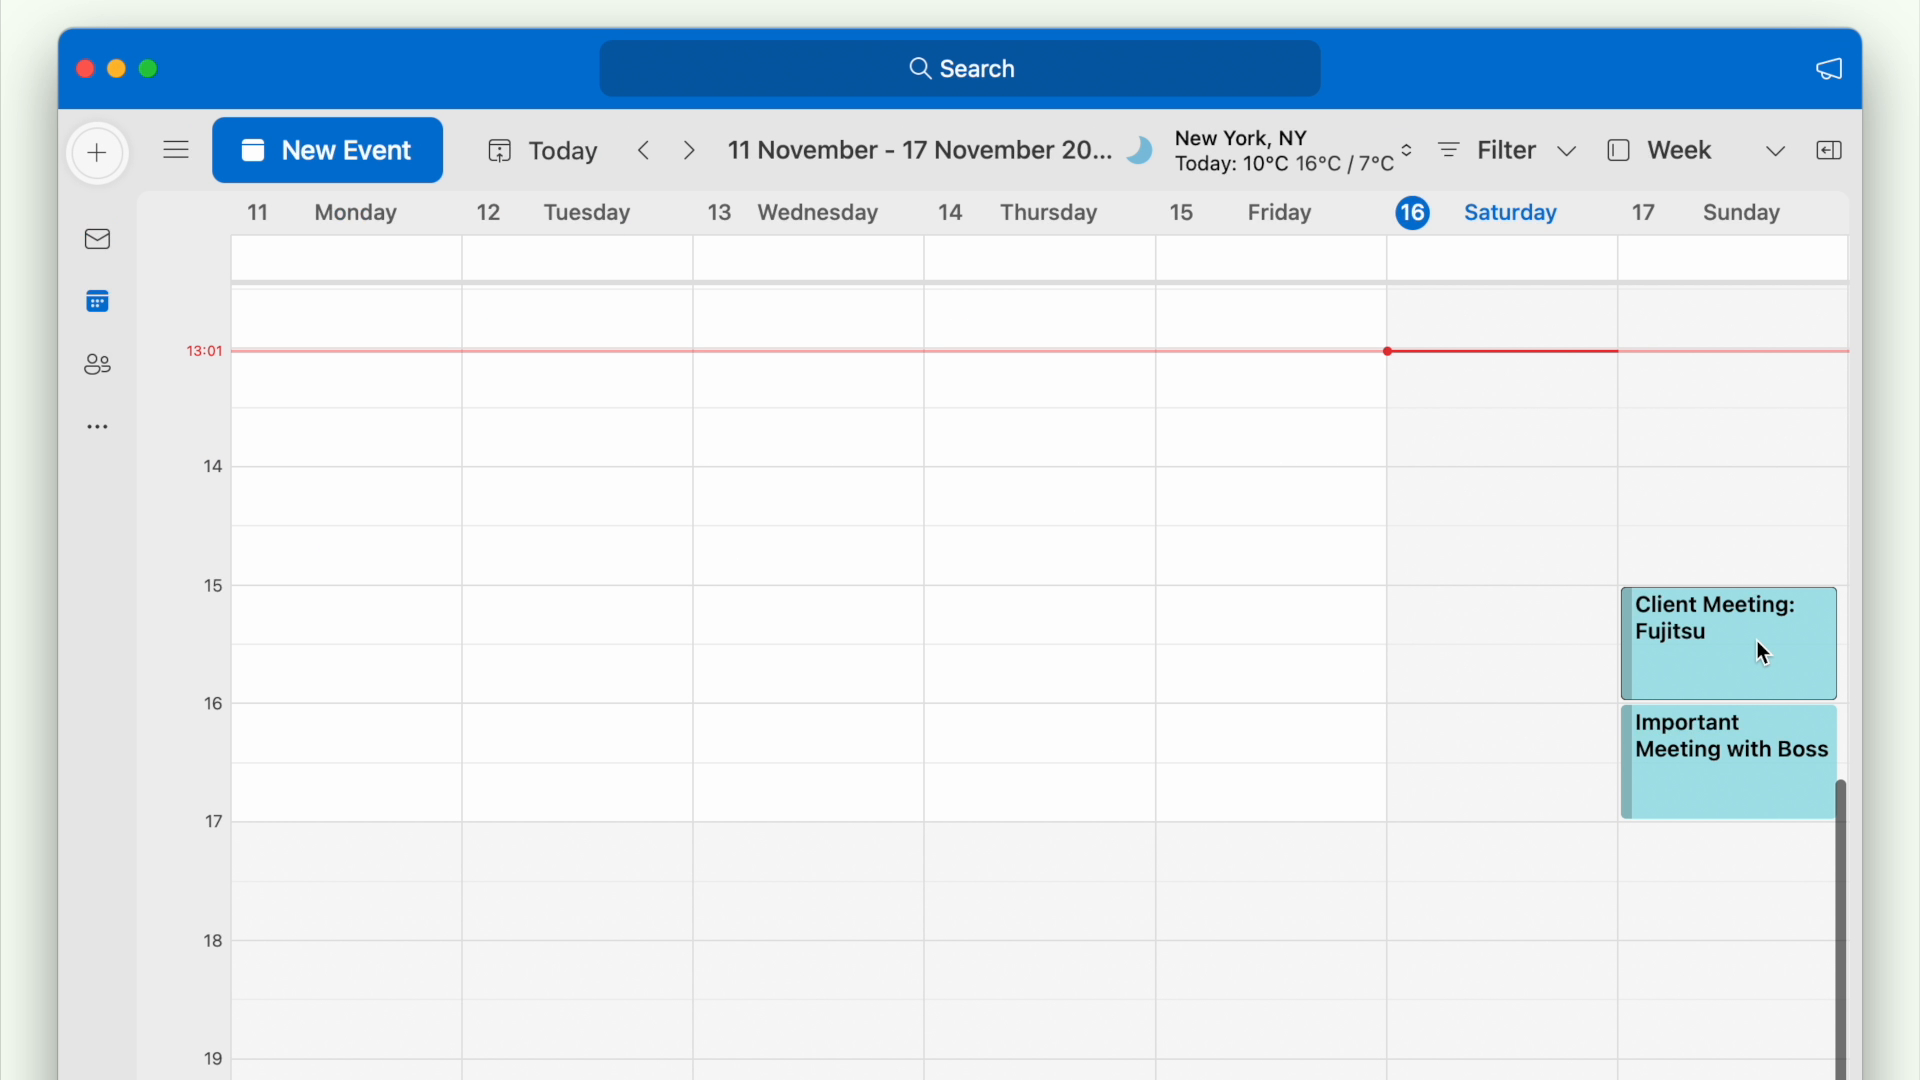 Search
New Event
Today
11 November - 17 November 20...
New York, NY
Today: 10°C 16°C / 7°C
Filter
Week
11 Monday
12 Tuesday
13 Wednesday
14 Thursday
15 Friday
16 Saturday
17 Sunday
13:01
14
15
Client Meeting:
Fujitsu
16
Important
Meeting with Boss
17
18
19